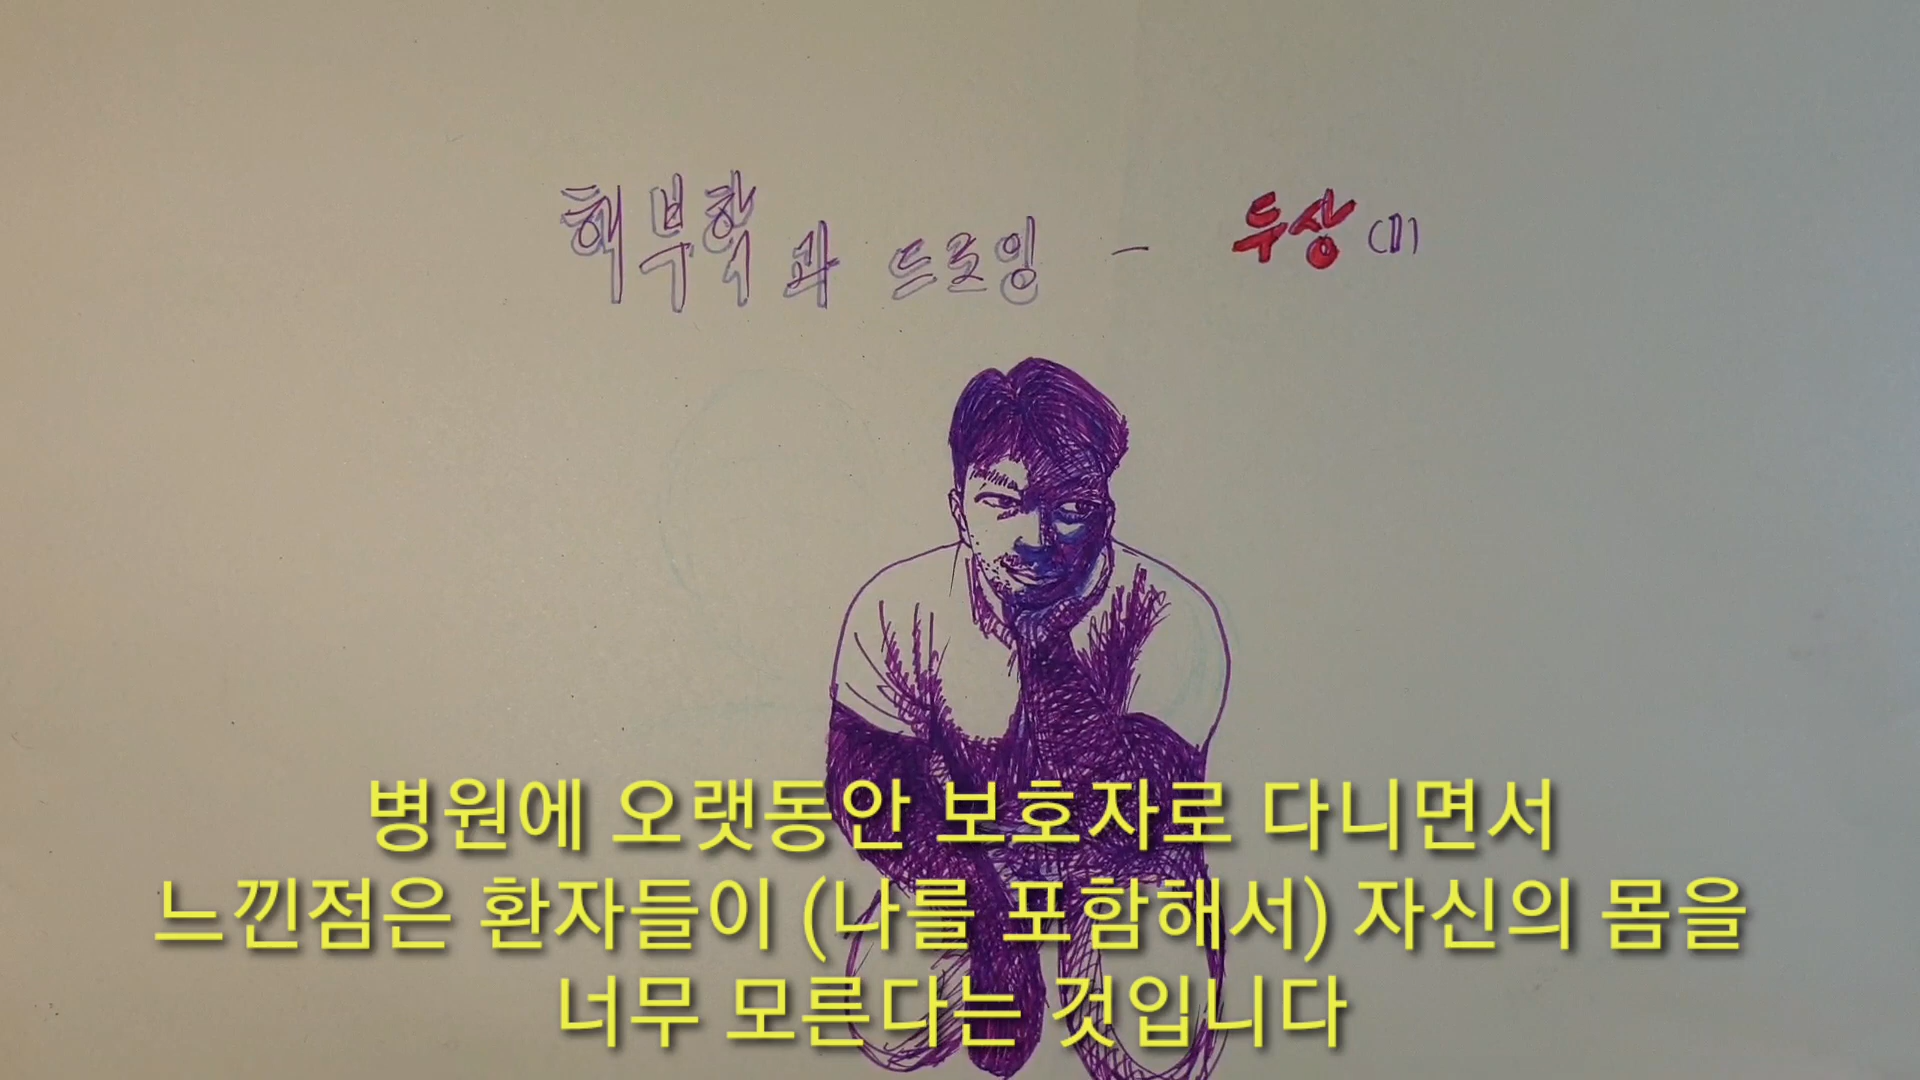 해부학과 드로잉 - 두상 (1)
병원에 오랫동안 보호자로 다니면서
느낀점은 환자들이 (나를 포함해서) 자신의 몸을
너무 모른다는 것입니다